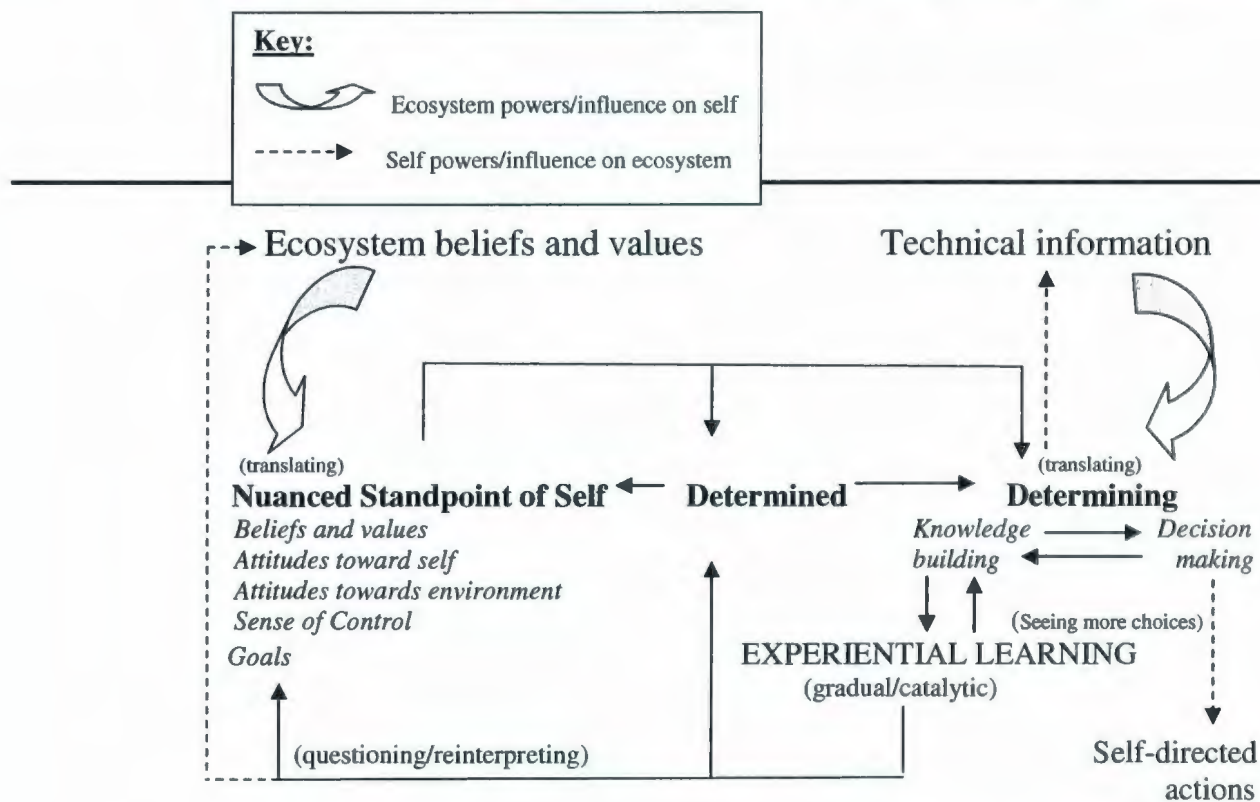 Key:
Ecosystem powers/influence on self
Self powers/influence on ecosystem
Ecosystem beliefs and values
Technical information
(translating)
Nuanced Standpoint of Self
Beliefs and values
Attitudes toward self
Attitudes towards environment
Sense of Control
Goals
Determined
(translating)
Determining
Knowledge
building
Decision
making
(Seeing more choices)
EXPERIENTIAL LEARNING
(gradual/catalytic)
(questioning/reinterpreting)
Self-directed
actions